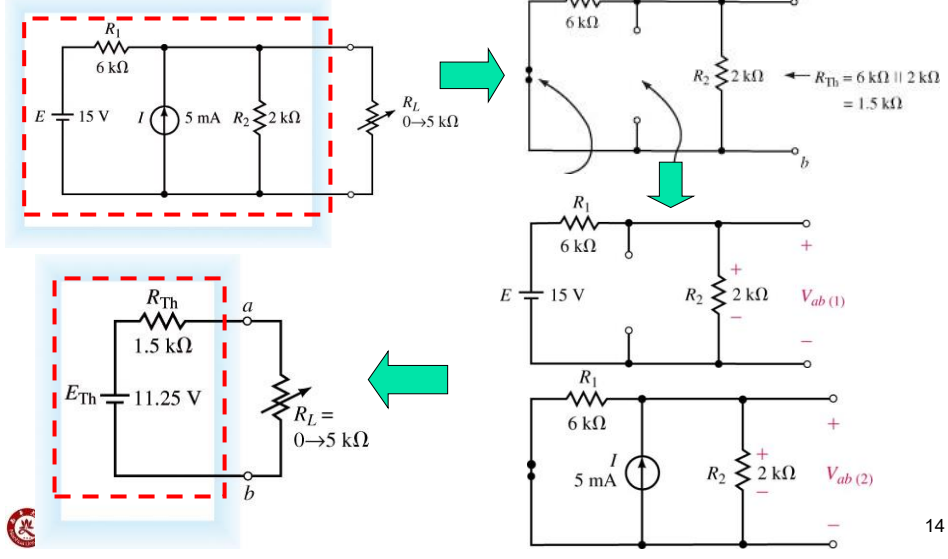 R1
6 kΩ
E
15 V
I
5 mA
R2
2 kΩ
RL
0→5 kΩ
6 kΩ
R2
2 kΩ
RTh = 6 kΩ || 2 kΩ
= 1.5 kΩ
b
R1
6 kΩ
E
15 V
R2
+
2 kΩ
−
+
Vab (1)
−
RTh
1.5 kΩ
a
ETh
11.25 V
RL =
0→5 kΩ
b
R1
6 kΩ
I
5 mA
R2
+
2 kΩ
−
+
Vab (2)
−
14